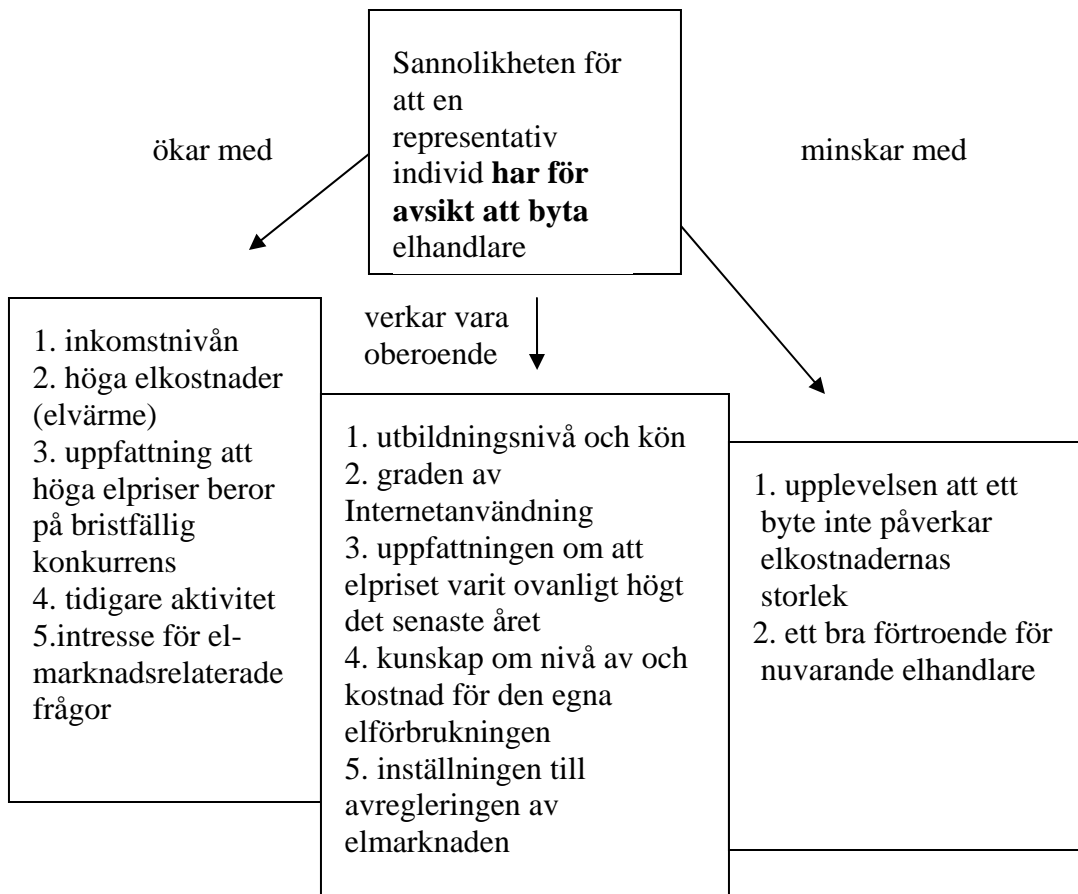 Sannolikheten för
att en
representativ
individ har för
avsikt att byta
elhandlare
ökar med
minskar med
verkar vara
oberoende
1. inkomstnivån
2. höga elkostnader
(elvärme)
3. uppfattning att
höga elpriser beror
på bristfällig
konkurrens
4. tidigare aktivitet
5.intresse för el-
marknadsrelaterade
frågor
1. utbildningsnivå och kön
2. graden av
Internetanvändning
3. uppfattningen om att
elpriset varit ovanligt högt
det senaste året
4. kunskap om nivå av och
kostnad för den egna
elförbrukningen
5. inställningen till
avregleringen av
elmarknaden
1. upplevelsen att ett
byte inte påverkar
elkostnadernas
storlek
2. ett bra förtroende för
nuvarande elhandlare